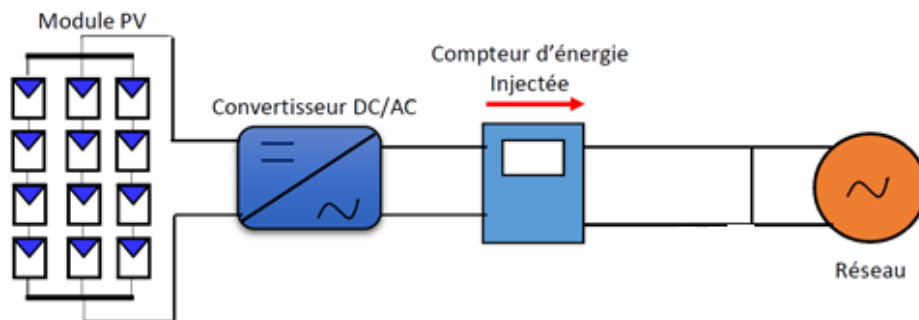 Module PV
Compteur d'énergie
Injectée
Convertisseur DC/AC
Réseau